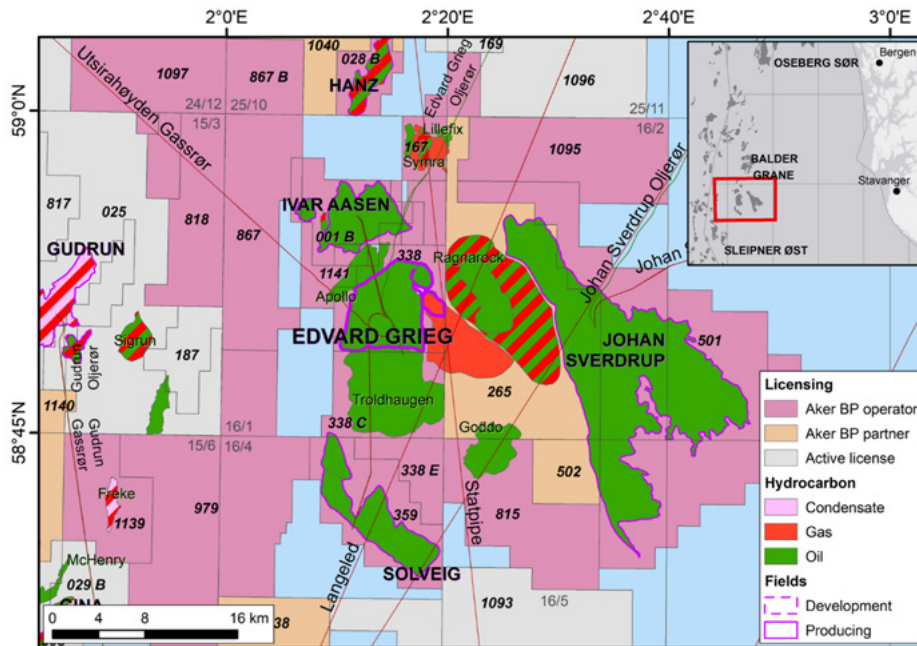 2°0'E
2°20'E
2°40'E
3°0'E
59°0'N
58°45'N
1040
169
028 B
1097
867 B
HANZ
1096
Edvard Grieg
Oljerør
Utsirahøyden Gassrør
24/12
25/10
25/11
15/3
16/2
Lillefix
167
Symra
1095
817
025
818
867
IVAR AASEN
001 B
338
Ragnarock
Johan Sverdrup Oljerør
Johan S
GUDRUN
1141
Apollo
EDVARD GRIEG
JOHAN
SVERDRUP
501
Sigrun
187
Gudrun
Oljerør
265
Troldhaugen
1140
Gudrun
Gassrør
338 C
Goddo
16/1
15/6
16/4
338 E
502
Freke
979
1139
359
Statpipe
815
McHenry
SOLVEIG
Langeled
029 B
GINA
1093
16/5
38
0
4
8
16 km
OSEBERG SØR
Bergen
BALDER
GRANE
Stavanger
SLEIPNER ØST
Licensing
Aker BP operator
Aker BP partner
Active license
Hydrocarbon
Condensate
Gas
Oil
Fields
Development
Producing